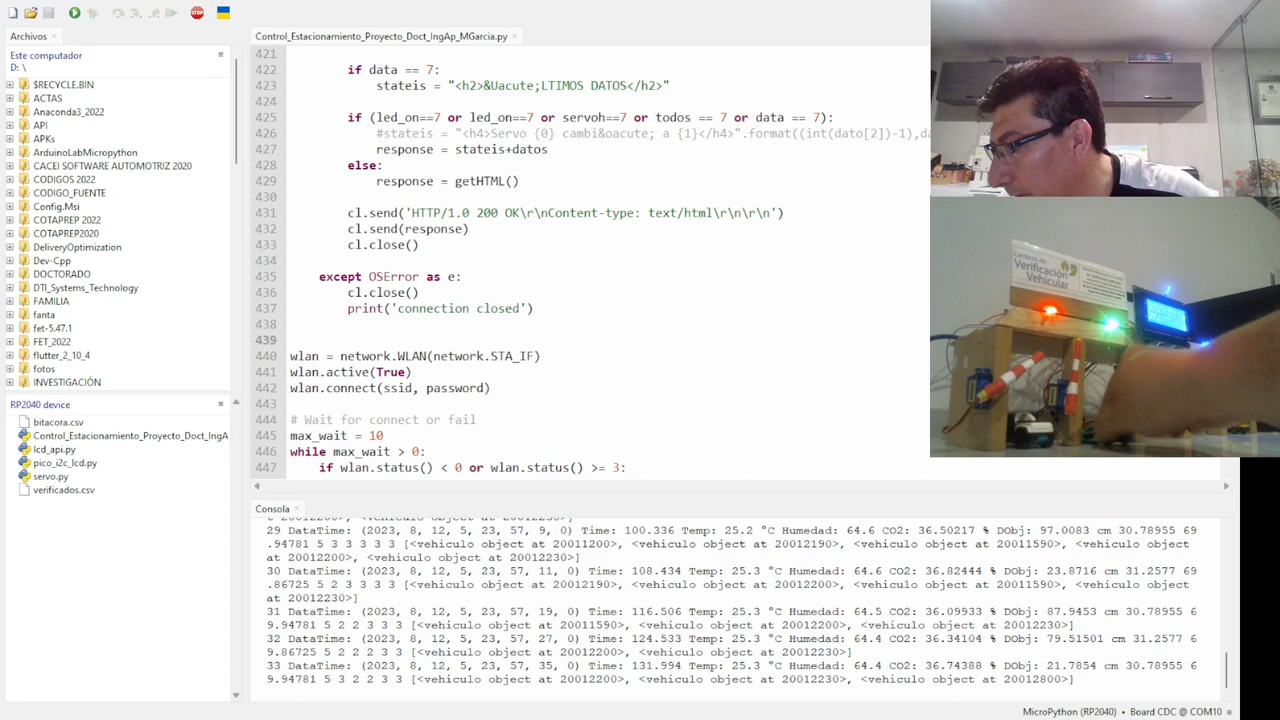 STOP
Archivos
Este computador
D: \
$RECYCLE.BIN
ACTAS
Anaconda3_2022
API
APKs
ArduinoLabMicropython
CACEI SOFTWARE AUTOMOTRIZ 2020
CODIGOS 2022
CODIGO_FUENTE
Config.Msi
COTAPREP 2022
COTAPREP2020
DeliveryOptimization
Dev-Cpp
DOCTORADO
DTI_Systems_Technology
FAMILIA
fanta
fet-5.47.1
FET_2022
flutter_2_10_4
fotos
INVESTIGACIÓN
RP2040 device
bitacora.csv
Control_Estacionamiento_Proyecto_Doct_IngA
lcd_api.py
pico_i2c_lcd.py
servo.py
verificados.csv
Control_Estacionamiento_Proyecto_Doct_IngAp_MGarcia.py
421
422 if data == 7:
423 stateis = "<h2>&Uacute;LTIMOS DATOS</h2>"
424
425 if (led_on==7 or led_on==7 or servoh==7 or todos == 7 or data == 7):
426 #stateis = "<h4>Servo {0} cambi&oacute; a {1}</h4>".format((int(dato[2])-1),da
427 response = stateis+datos
428 else:
429 response = getHTML()
430
431 cl.send('HTTP/1.0 200 OK\r\nContent-type: text/html\r\n\r\n')
432 cl.send(response)
433 cl.close()
434
435 except OSError as e:
436 cl.close()
437 print('connection closed')
438
439
440 wlan = network.WLAN(network.STA_IF)
441 wlan.active(True)
442 wlan.connect(ssid, password)
443
444 # Wait for connect or fail
445 max_wait = 10
446 while max_wait > 0:
447 if wlan.status() < 0 or wlan.status() >= 3:
Centros de
Verificación
Vehicular
Consola
29 DataTime: (2023, 8, 12, 5, 23, 57, 9, 0) Time: 100.336 Temp: 25.2 °C Humedad: 64.6 CO2: 36.50217 % DObj: 97.0083 cm 30.78955 69
.94781 5 3 3 3 3 3 [<vehiculo object at 20011200>, <vehiculo object at 20012190>, <vehiculo object at 20011590>, <vehiculo object
at 20012200>, <vehiculo object at 20012230>]
30 DataTime: (2023, 8, 12, 5, 23, 57, 11, 0) Time: 108.434 Temp: 25.3 °C Humedad: 64.6 CO2: 36.82444 % DObj: 23.8716 cm 31.2577 69
.86725 5 2 3 3 3 3 [<vehiculo object at 20012190>, <vehiculo object at 20012200>, <vehiculo object at 20011590>, <vehiculo object
at 20012230>]
31 DataTime: (2023, 8, 12, 5, 23, 57, 19, 0) Time: 116.506 Temp: 25.3 °C Humedad: 64.5 CO2: 36.09933 % DObj: 87.9453 cm 30.78955 6
9.94781 5 2 2 3 3 3 [<vehiculo object at 20011590>, <vehiculo object at 20012200>, <vehiculo object at 20012230>]
32 DataTime: (2023, 8, 12, 5, 23, 57, 27, 0) Time: 124.533 Temp: 25.3 °C Humedad: 64.4 CO2: 36.34104 % DObj: 79.51501 cm 31.2577 6
9.86725 5 2 2 2 3 3 [<vehiculo object at 20012200>, <vehiculo object at 20012230>]
33 DataTime: (2023, 8, 12, 5, 23, 57, 35, 0) Time: 131.994 Temp: 25.3 °C Humedad: 64.4 CO2: 36.74388 % DObj: 21.7854 cm 30.78955 6
9.94781 5 3 2 2 3 3 [<vehiculo object at 20012200>, <vehiculo object at 20012230>, <vehiculo object at 20012800>]
MicroPython (RP2040) • Board CDC @ COM10